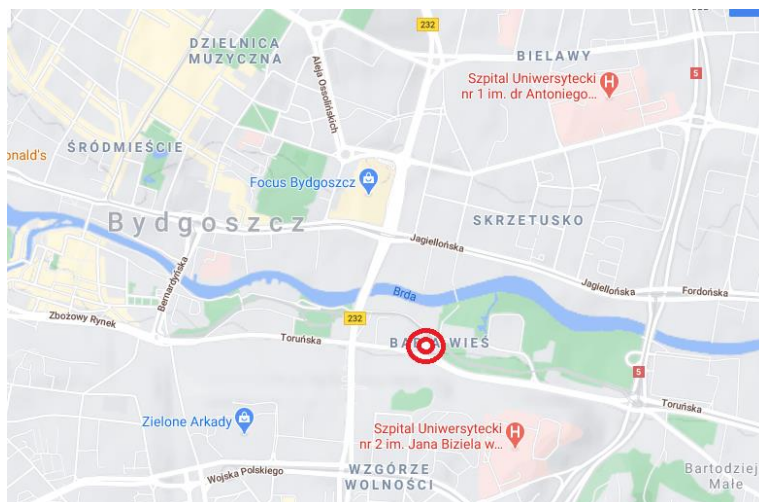 232
DZIELNICA
MUZYCZNA
Aleja Ossolińskich
BIELAWY
Szpital Uniwersytecki
nr 1 im. dr Antoniego...
H
5
ŚRÓDMIEŚCIE
onald's
Focus Bydgoszcz
Bydgoszcz
SKRZETUSKO
Jagiellońska
Bernardyńska
Jagiellońska
Fordońska
Brda
Zbożowy Rynek
232
Toruńska
WIEŚ
5
Toruńska
Zielone Arkady
Szpital Uniwersytecki
nr 2 im. Jana Biziela w...
H
Wojska Polskiego
WZGÓRZE
WOLNOŚCI
Bartodziej
Małe